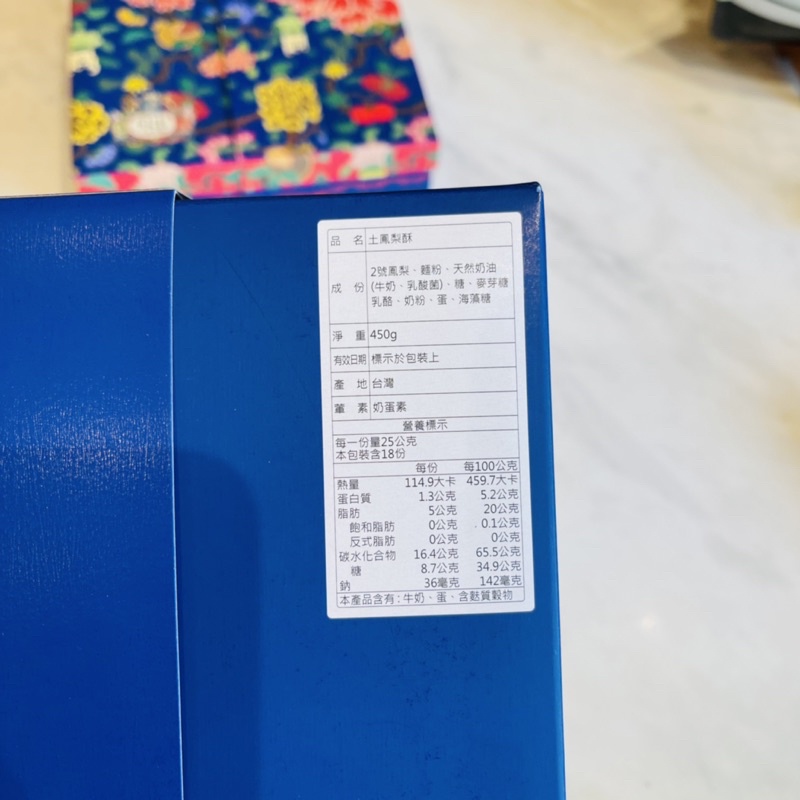 品名 土鳳梨酥
成份 2號鳳梨、麵粉、天然奶油
(牛奶、乳酸菌)、糖、麥芽糖
乳酪、奶粉、蛋、海藻糖
淨重 450g
有效日期 標示於包裝上
產地 台灣
葷素 奶蛋素
營養標示
每一份量25公克
本包裝含18份
每份 每100公克
熱量 114.9大卡 459.7大卡
蛋白質 1.3公克 5.2公克
脂肪 5公克 20公克
飽和脂肪 0公克 0.1公克
反式脂肪 0公克 0公克
碳水化合物 16.4公克 65.5公克
糖 8.7公克 34.9公克
鈉 36毫克 142毫克
本產品含有:牛奶、蛋、含麩質穀物